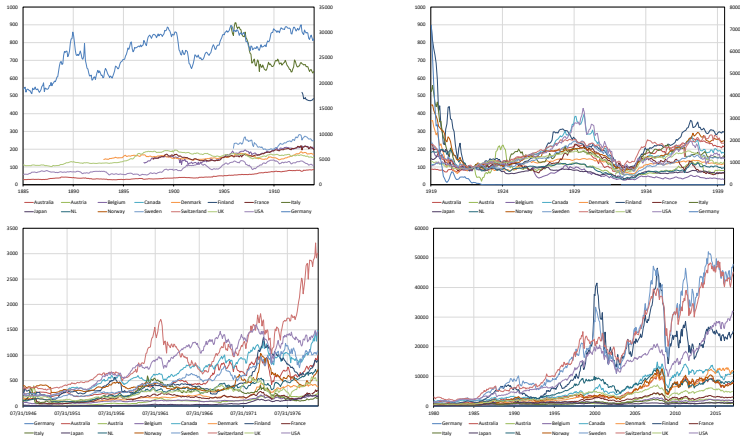 1000 900 800 700 600 500 400 300 200 100 0
35000 30000 25000 20000 15000 10000 5000 0
1885 1890 1895 1900 1905 1910
Australia Austria Belgium Canada Denmark Finland France Italy
Japan NL Norway Sweden Switzerland UK USA Germany
1000 900 800 700 600 500 400 300 200 100 0
8000 7000 6000 5000 4000 3000 2000 1000 0
1919 1924 1929 1934 1939
Australia Austria Belgium Canada Denmark Finland France Italy
Japan NL Norway Sweden Switzerland UK USA Germany
3500 3000 2500 2000 1500 1000 500 0
07/31/1946 07/31/1951 07/31/1956 07/31/1961 07/31/1966 07/31/1971 07/31/1976
Germany Australia Austria Belgium Canada Denmark Finland France
Italy Japan NL Norway Sweden Switzerland UK USA
60000 50000 40000 30000 20000 10000 0
1980 1985 1990 1995 2000 2005 2010 2015
Germany Australia Austria Belgium Canada Denmark Finland France
Italy Japan NL Norway Sweden Switzerland UK USA